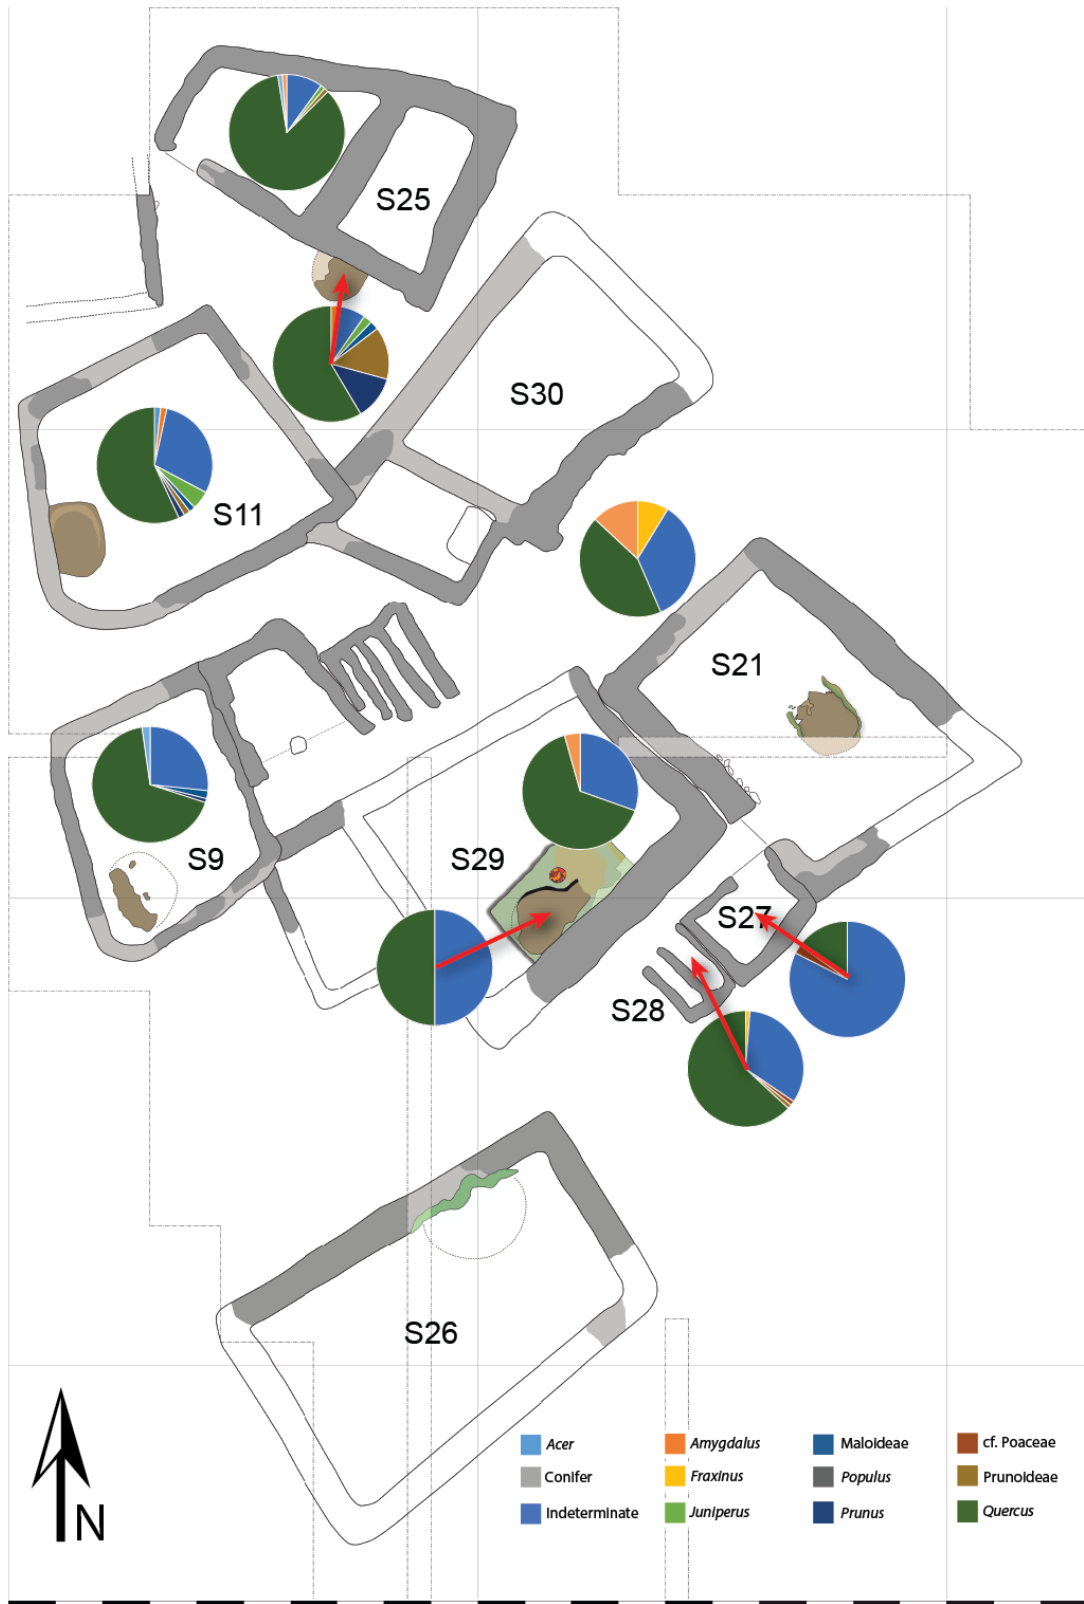 S25
S30
S11
S21
S9
S29
S27
S28
S26
N
Acer
Amygdalus
Maloideae
cf. Poaceae
Conifer
Fraxinus
Populus
Prunoideae
Indeterminate
Juniperus
Prunus
Quercus